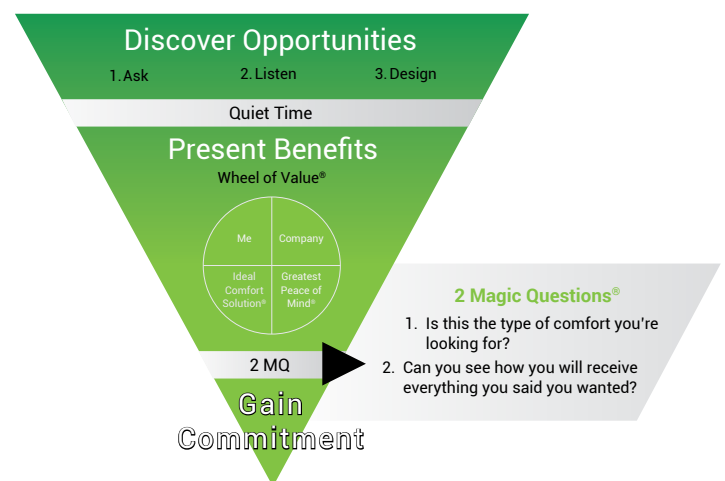 Discover Opportunities
1. Ask 2. Listen 3. Design
Quiet Time
Present Benefits
Wheel of Value®
Me
Company
Ideal
Comfort
Solution®
Greatest
Peace of
Mind®
2 MQ
Gain
Commitment
2 Magic Questions®
1. Is this the type of comfort you're
looking for?
2. Can you see how you will receive
everything you said you wanted?